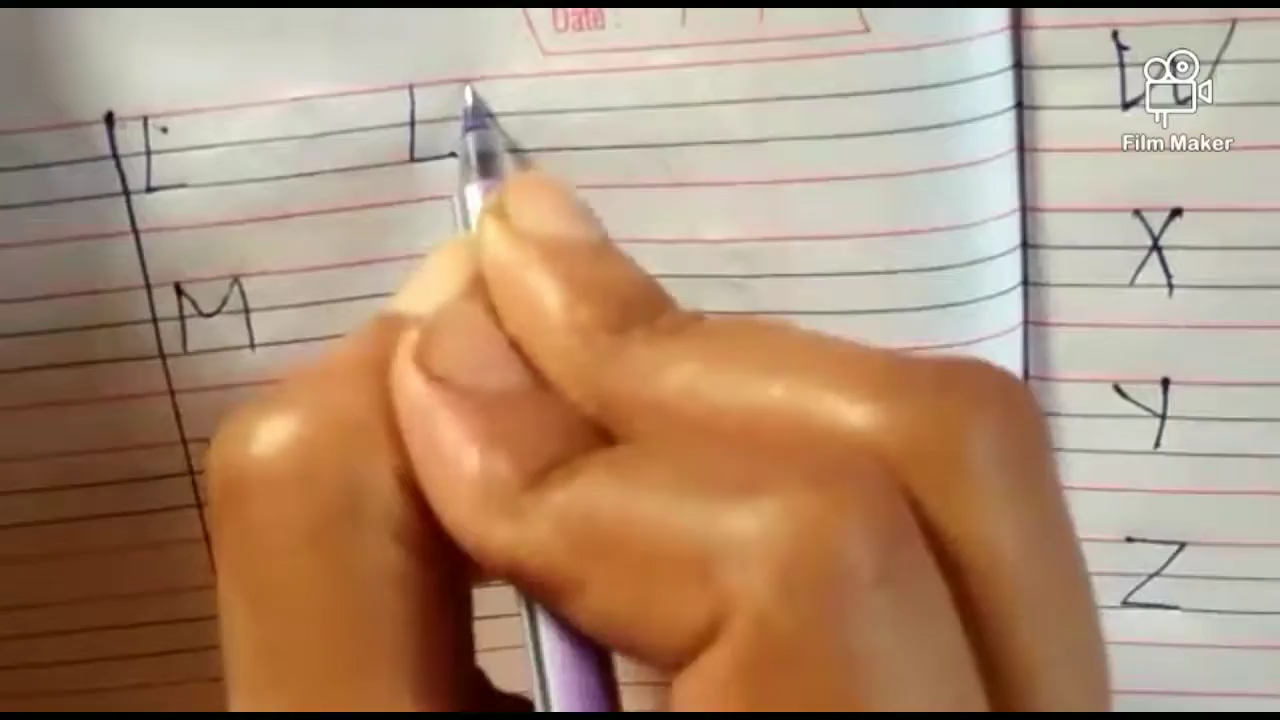 Date :
L L W
M X
Y
Z
Film Maker